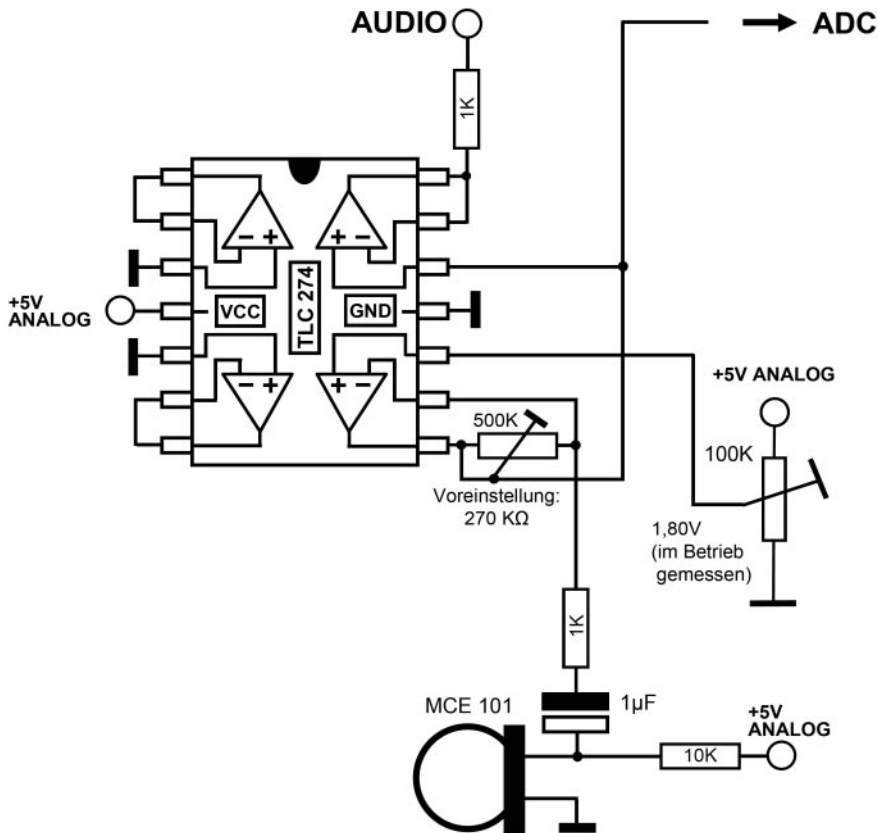 AUDIO
ADC
1K
TLC 274
VCC
GND
+5V
ANALOG
− +
+ −
− +
+ −
500K
Voreinstellung:
270 KΩ
+5V ANALOG
100K
1,80V
(im Betrieb
gemessen)
1K
MCE 101
1µF
+5V
ANALOG
10K